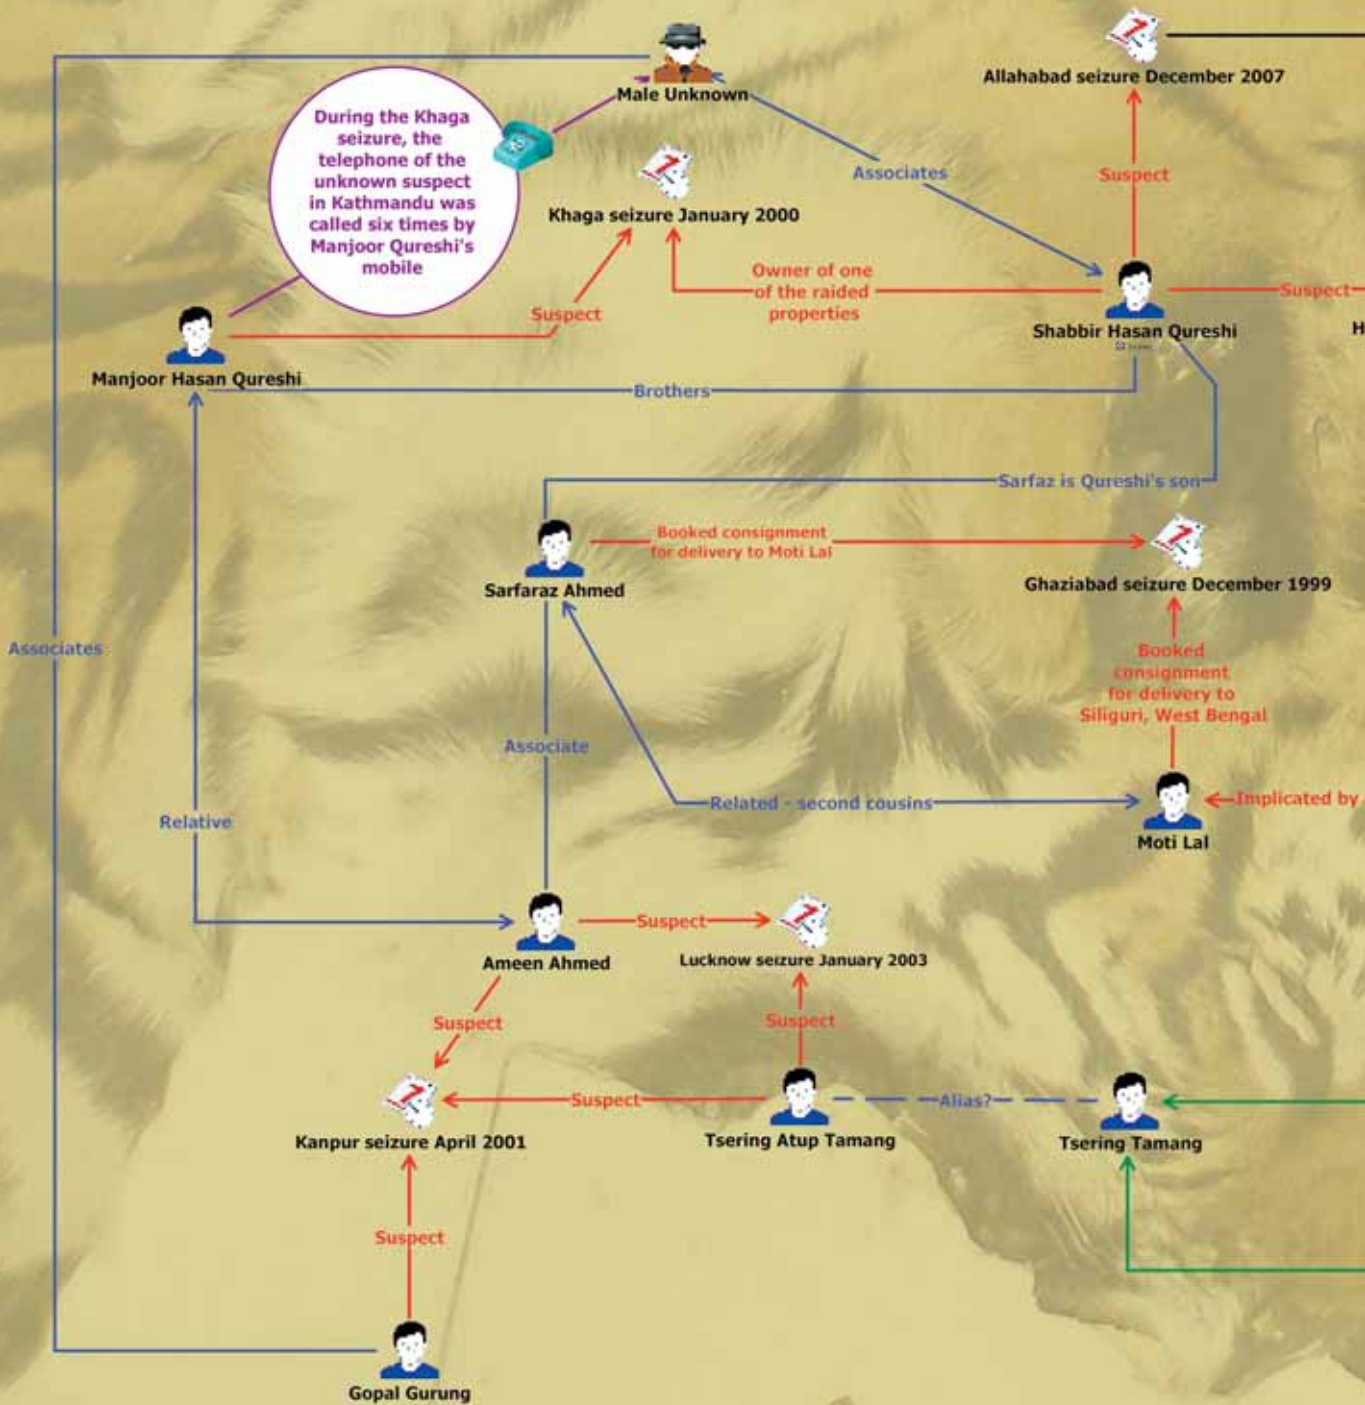 Male Unknown
Allahabad seizure December 2007
During the Khaga
seizure, the
telephone of the
unknown suspect
in Kathmandu was
called six times by
Manjoor Qureshi's
mobile
Associates
Suspect
Khaga seizure January 2000
Owner of one
of the raided
properties
Suspect
Suspect
Shabbir Hasan Qureshi
H
Manjoor Hasan Qureshi
Brothers
Sarfaz is Qureshi's son
Booked consignment
for delivery to Moti Lal
Sarfaraz Ahmed
Ghaziabad seizure December 1999
Associates
Booked
consignment
for delivery to
Siliguri, West Bengal
Associate
Related - second cousins
Implicated by
Relative
Moti Lal
Suspect
Ameen Ahmed
Lucknow seizure January 2003
Suspect
Suspect
Suspect
Alias?
Kanpur seizure April 2001
Tsering Atup Tamang
Tsering Tamang
Suspect
Gopal Gurung